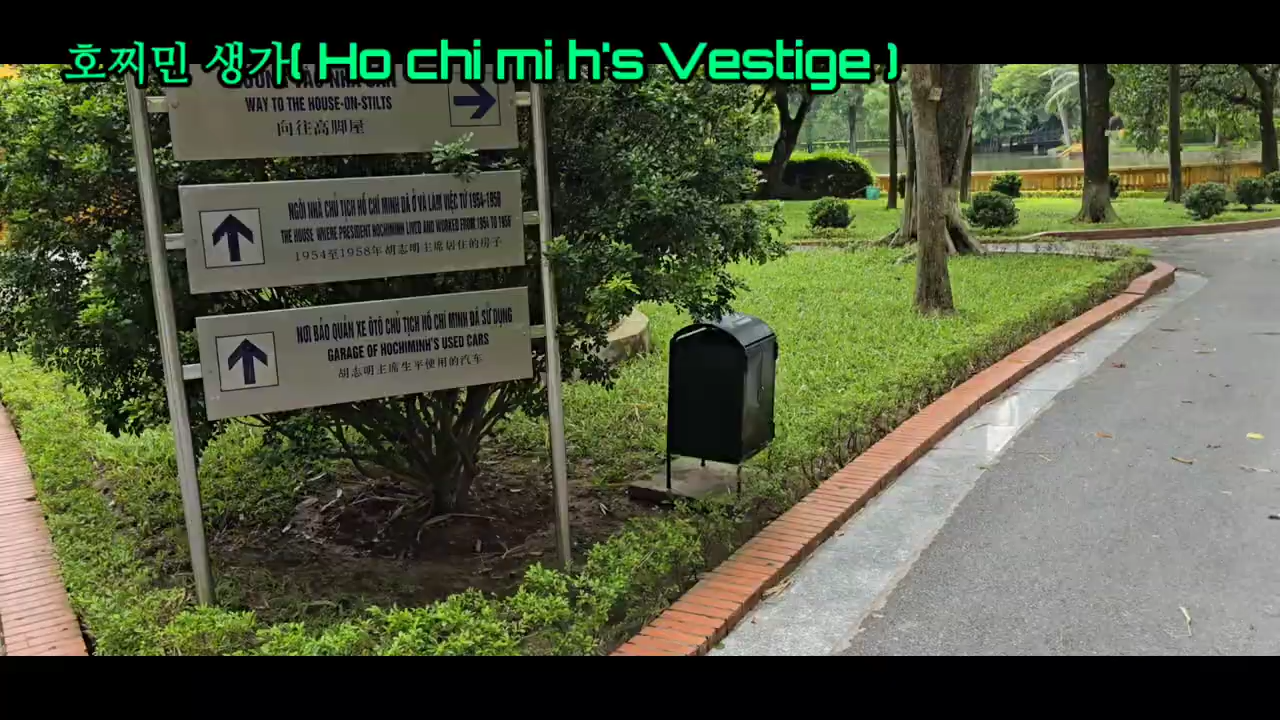 호찌민 생가( Ho chi mi h's Vestige )
WAY TO THE HOUSE-ON-STILTS
向往高脚屋
NGÔI NHÀ CHỦ TỊCH HỒ CHÍ MINH ĐÃ Ở VÀ LÀM VIỆC TỪ 1954-1958
THE HOUSE WHERE PRESIDENT HOCHIMINH LIVED AND WORKED FROM 1954 TO 1958
1954至1958年胡志明主席居住的房子
NƠI BẢO QUẢN XE ÔTÔ CHỦ TỊCH HỒ CHÍ MINH ĐÃ SỬ DỤNG
GARAGE OF HOCHIMINH'S USED CARS
胡志明主席生平使用的汽车